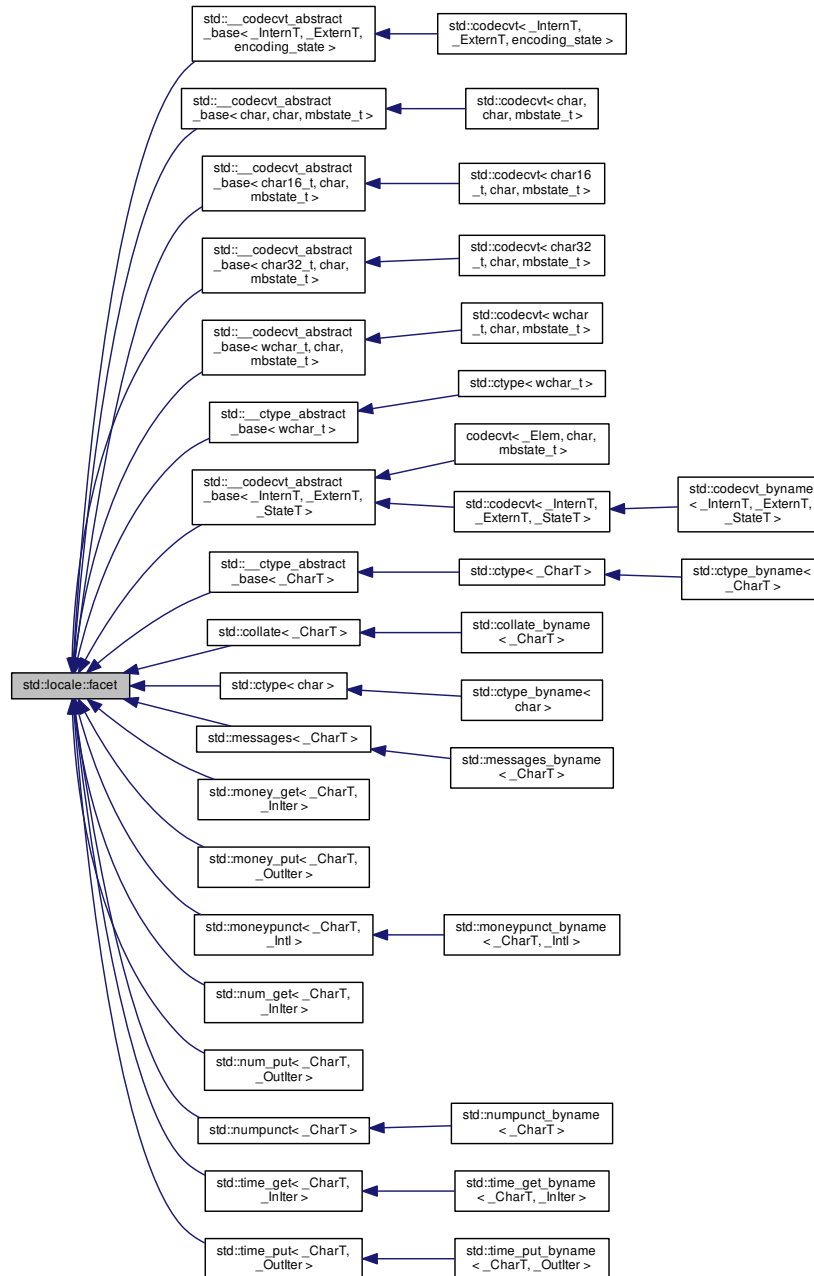 std::__codecvt_abstract
_base< _InternT, _ExternT,
encoding_state >
std::codecvt< _InternT,
_ExternT, encoding_state >
std::__codecvt_abstract
_base< char, char, mbstate_t >
std::codecvt< char,
char, mbstate_t >
std::__codecvt_abstract
_base< char16_t, char,
mbstate_t >
std::codecvt< char16
_t, char, mbstate_t >
std::__codecvt_abstract
_base< char32_t, char,
mbstate_t >
std::codecvt< char32
_t, char, mbstate_t >
std::__codecvt_abstract
_base< wchar_t, char,
mbstate_t >
std::codecvt< wchar
_t, char, mbstate_t >
std::__ctype_abstract
_base< wchar_t >
std::ctype< wchar_t >
std::__codecvt_abstract
_base< _InternT, _ExternT,
_StateT >
codecvt< _Elem, char,
mbstate_t >
std::codecvt< _InternT,
_ExternT, _StateT >
std::codecvt_byname
< _InternT, _ExternT,
_StateT >
std::__ctype_abstract
_base< _CharT >
std::ctype< _CharT >
std::ctype_byname<
_CharT >
std::collate< _CharT >
std::collate_byname
< _CharT >
std::locale::facet
std::ctype< char >
std::ctype_byname<
char >
std::messages< _CharT >
std::messages_byname
< _CharT >
std::money_get< _CharT,
_InIter >
std::money_put< _CharT,
_OutIter >
std::moneypunct< _CharT,
_Intl >
std::moneypunct_byname
< _CharT, _Intl >
std::num_get< _CharT,
_InIter >
std::num_put< _CharT,
_OutIter >
std::numpunct< _CharT >
std::numpunct_byname
< _CharT >
std::time_get< _CharT,
_InIter >
std::time_get_byname
< _CharT, _InIter >
std::time_put< _CharT,
_OutIter >
std::time_put_byname
< _CharT, _OutIter >